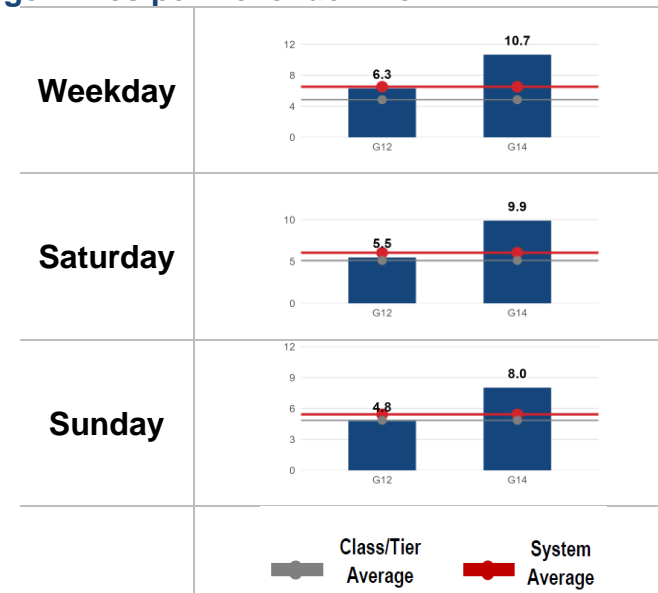 Weekday
12
8
4
0
6.3
10.7
G12
G14
Saturday
10
5
0
5.5
9.9
G12
G14
Sunday
12
9
6
3
0
4.8
8.0
G12
G14
Class/Tier
Average
System
Average